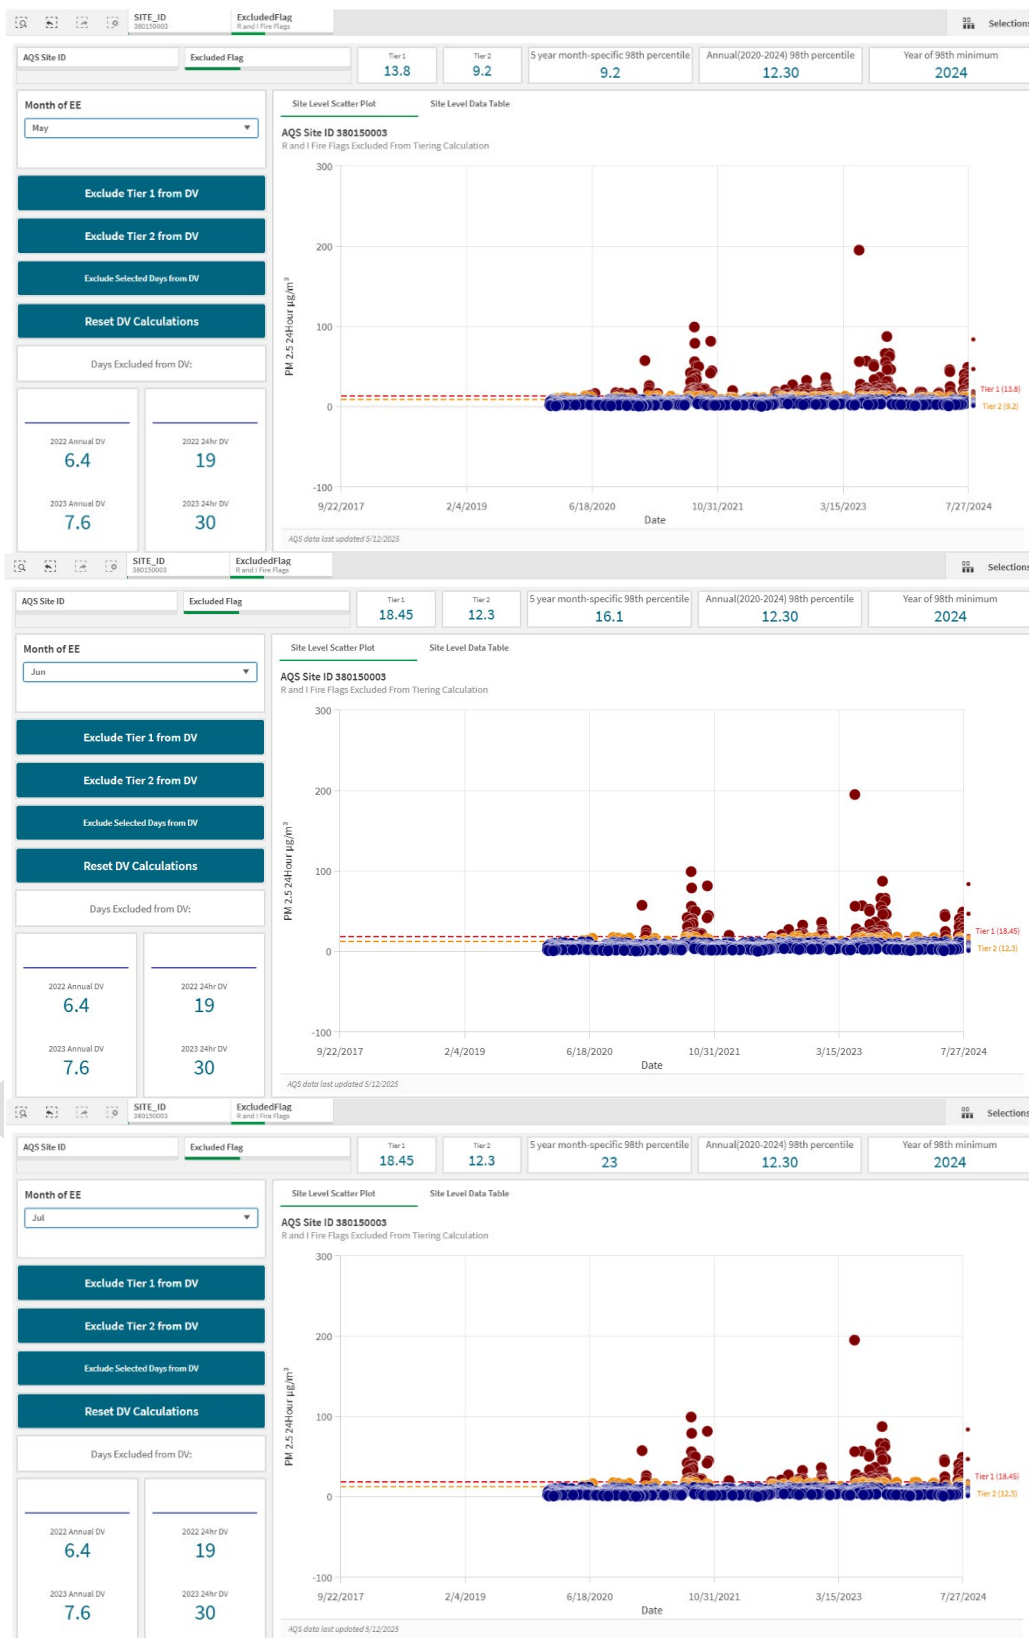 SITE_ID
380150003
ExcludedFlag
R and I Fire Flags
Selections
AQS Site ID
Excluded Flag
Tier 1
13.8
Tier 2
9.2
5 year month-specific 98th percentile
9.2
Annual(2020-2024) 98th percentile
12.30
Year of 98th minimum
2024
Month of EE
May
Exclude Tier 1 from DV
Exclude Tier 2 from DV
Exclude Selected Days from DV
Reset DV Calculations
Days Excluded from DV:
2022 Annual DV
6.4
2022 24hr DV
19
2023 Annual DV
7.6
2023 24hr DV
30
Site Level Scatter Plot
Site Level Data Table
AQS Site ID 380150003
R and I Fire Flags Excluded From Tiering Calculation
PM 2.5 24Hour µg/m³
300
200
100
0
-100
Tier 1 (13.8)
Tier 2 (9.2)
9/22/2017
2/4/2019
6/18/2020
10/31/2021
3/15/2023
7/27/2024
Date
AQS data last updated 5/12/2025
SITE_ID
380150003
ExcludedFlag
R and I Fire Flags
Selections
AQS Site ID
Excluded Flag
Tier 1
18.45
Tier 2
12.3
5 year month-specific 98th percentile
16.1
Annual(2020-2024) 98th percentile
12.30
Year of 98th minimum
2024
Month of EE
Jun
Exclude Tier 1 from DV
Exclude Tier 2 from DV
Exclude Selected Days from DV
Reset DV Calculations
Days Excluded from DV:
2022 Annual DV
6.4
2022 24hr DV
19
2023 Annual DV
7.6
2023 24hr DV
30
Site Level Scatter Plot
Site Level Data Table
AQS Site ID 380150003
R and I Fire Flags Excluded From Tiering Calculation
PM 2.5 24Hour µg/m³
300
200
100
0
-100
Tier 1 (18.45)
Tier 2 (12.3)
9/22/2017
2/4/2019
6/18/2020
10/31/2021
3/15/2023
7/27/2024
Date
AQS data last updated 5/12/2025
SITE_ID
380150003
ExcludedFlag
R and I Fire Flags
Selections
AQS Site ID
Excluded Flag
Tier 1
18.45
Tier 2
12.3
5 year month-specific 98th percentile
23
Annual(2020-2024) 98th percentile
12.30
Year of 98th minimum
2024
Month of EE
Jul
Exclude Tier 1 from DV
Exclude Tier 2 from DV
Exclude Selected Days from DV
Reset DV Calculations
Days Excluded from DV:
2022 Annual DV
6.4
2022 24hr DV
19
2023 Annual DV
7.6
2023 24hr DV
30
Site Level Scatter Plot
Site Level Data Table
AQS Site ID 380150003
R and I Fire Flags Excluded From Tiering Calculation
PM 2.5 24Hour µg/m³
300
200
100
0
-100
Tier 1 (18.45)
Tier 2 (12.3)
9/22/2017
2/4/2019
6/18/2020
10/31/2021
3/15/2023
7/27/2024
Date
AQS data last updated 5/12/2025